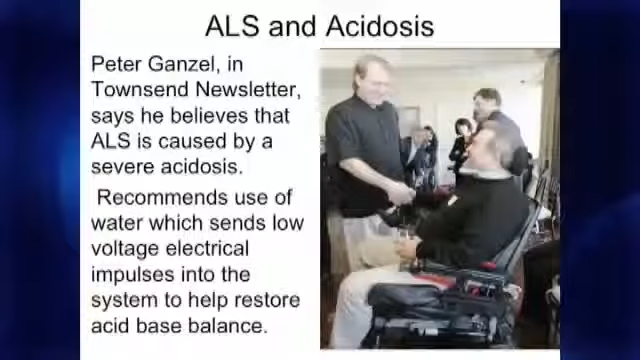 ALS and Acidosis
Peter Ganzel, in
Townsend Newsletter,
says he believes that
ALS is caused by a
severe acidosis.
Recommends use of
water which sends low
voltage electrical
impulses into the
system to help restore
acid base balance.